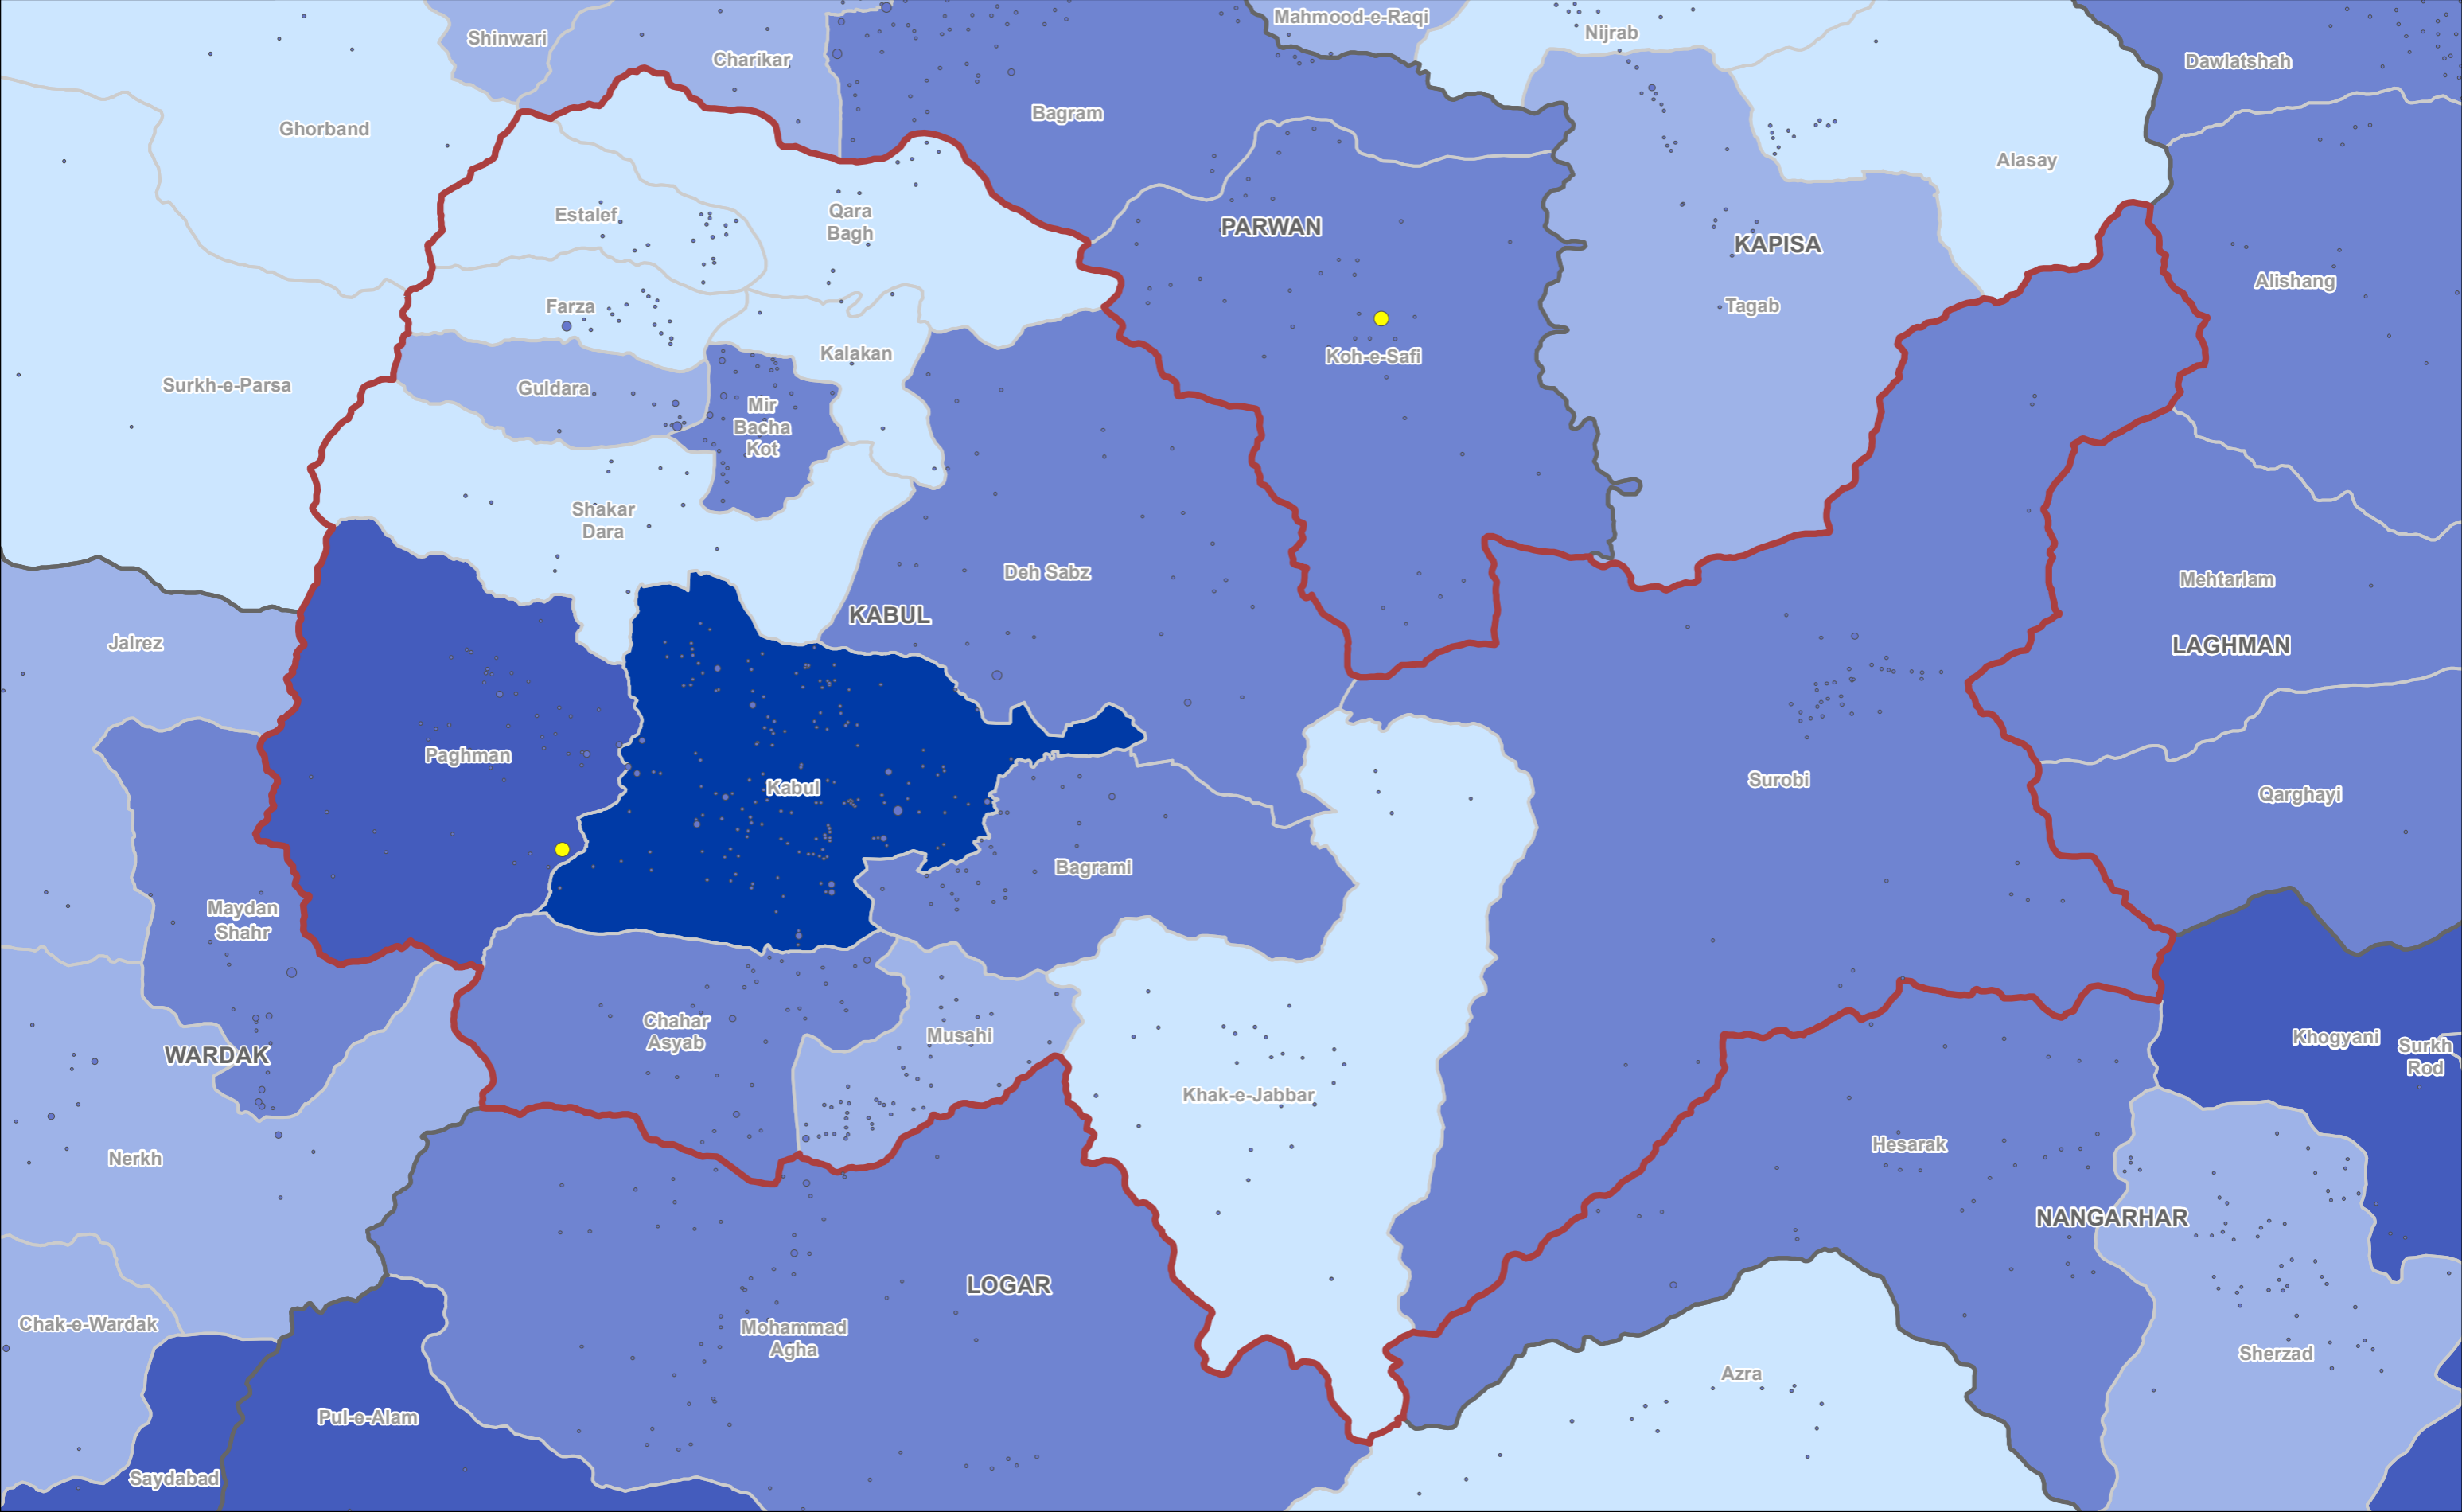 Mahmood-e-Raqi
Shinwari
Nijrab
Charikar
Dawlatshah
Bagram
Ghorband
Alasay
Estalef
Qara
Bagh
PARWAN
KAPISA
Alishang
Farza
Tagab
Kalakan
Koh-e-Safi
Surkh-e-Parsa
Guldara
Mir
Bacha
Kot
Shakar
Dara
Deh Sabz
Mehtarlam
KABUL
Jalrez
LAGHMAN
Paghman
Kabul
Surobi
Qarghayi
Bagrami
Maydan
Shahr
Chahar
Asyab
Musahi
Khogyani
Surkh
Rod
WARDAK
Khak-e-Jabbar
Hesarak
Nerkh
NANGARHAR
LOGAR
Chak-e-Wardak
Mohammad
Agha
Sherzad
Azra
Pul-e-Alam
Saydabad